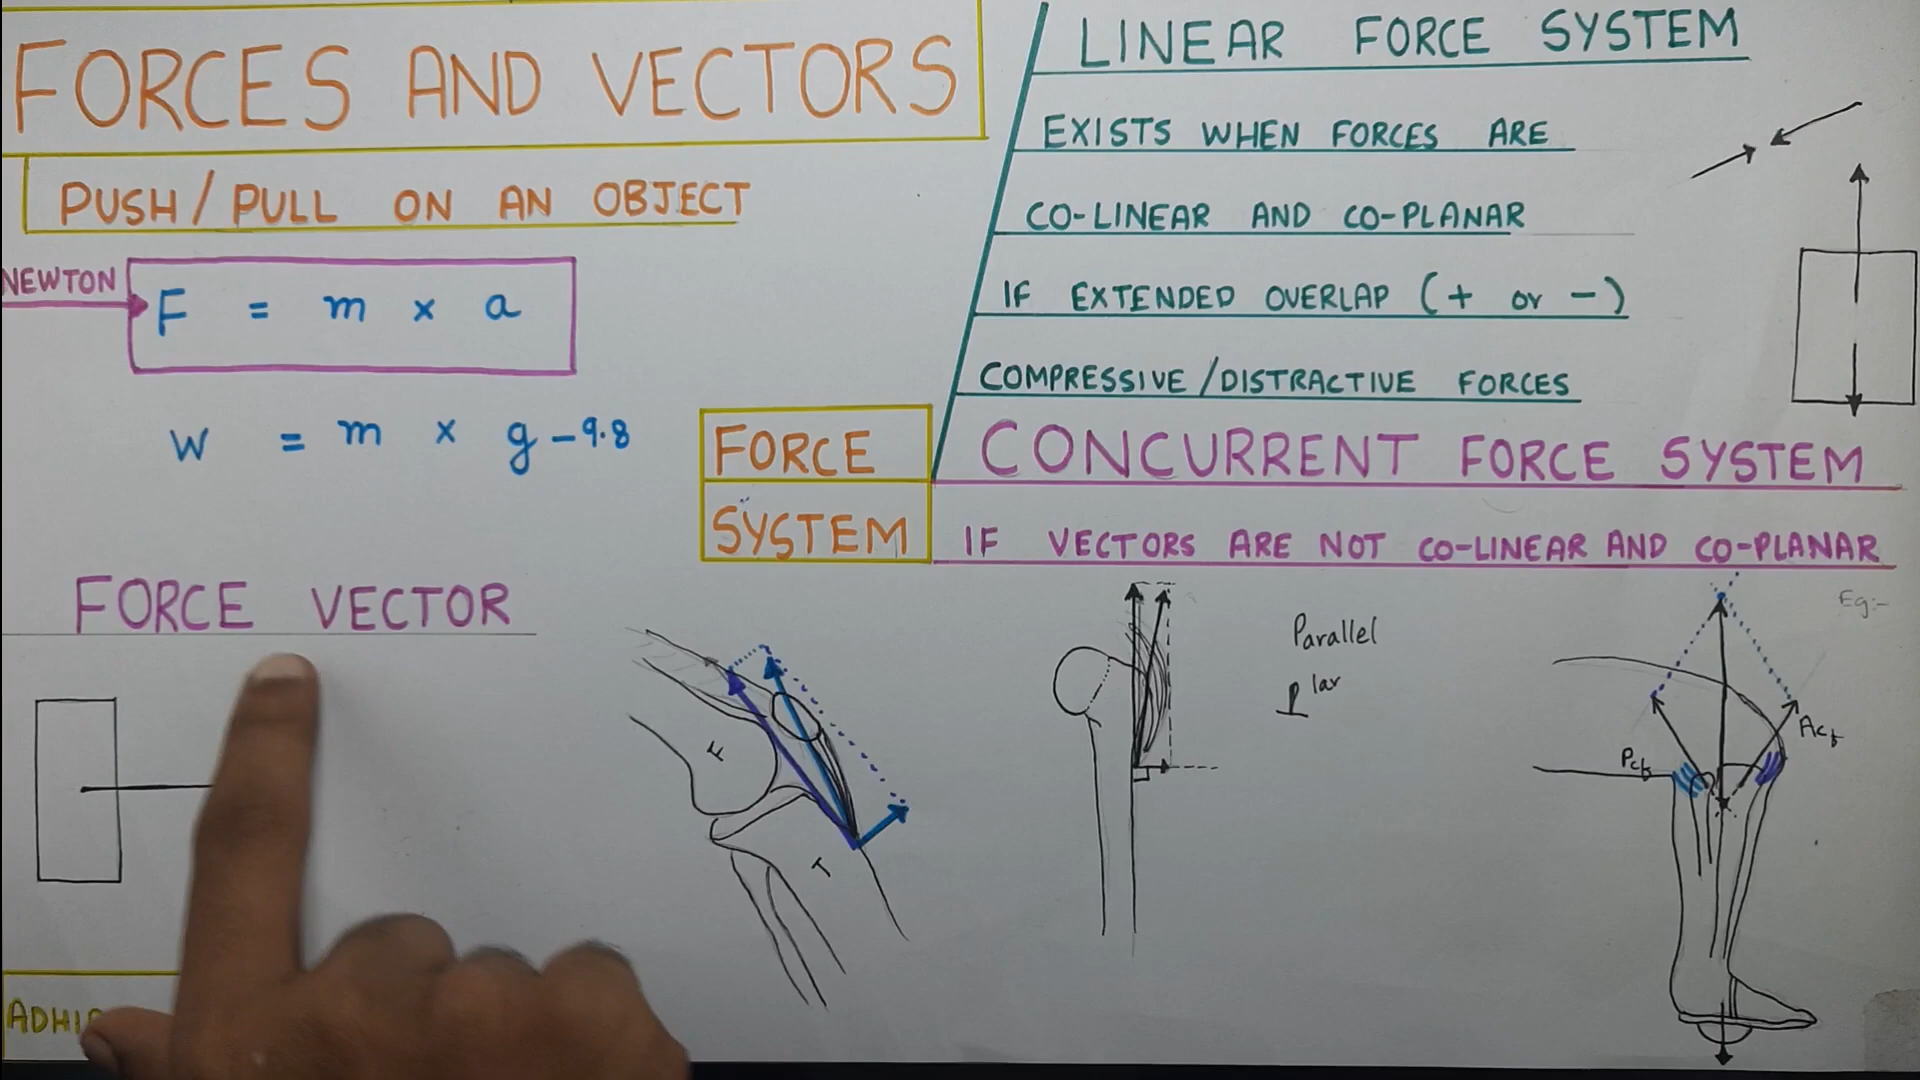 FORCES AND VECTORS
PUSH/PULL ON AN OBJECT
NEWTON
F = m x a
W = m x g - 9.8
FORCE VECTOR
LINEAR FORCE SYSTEM
EXISTS WHEN FORCES ARE
CO-LINEAR AND CO-PLANAR
IF EXTENDED OVERLAP (+ or -)
COMPRESSIVE/DISTRACTIVE FORCES
FORCE
SYSTEM
CONCURRENT FORCE SYSTEM
IF VECTORS ARE NOT CO-LINEAR AND CO-PLANAR
F
T
Parallel
⊥ lar
Eg:-